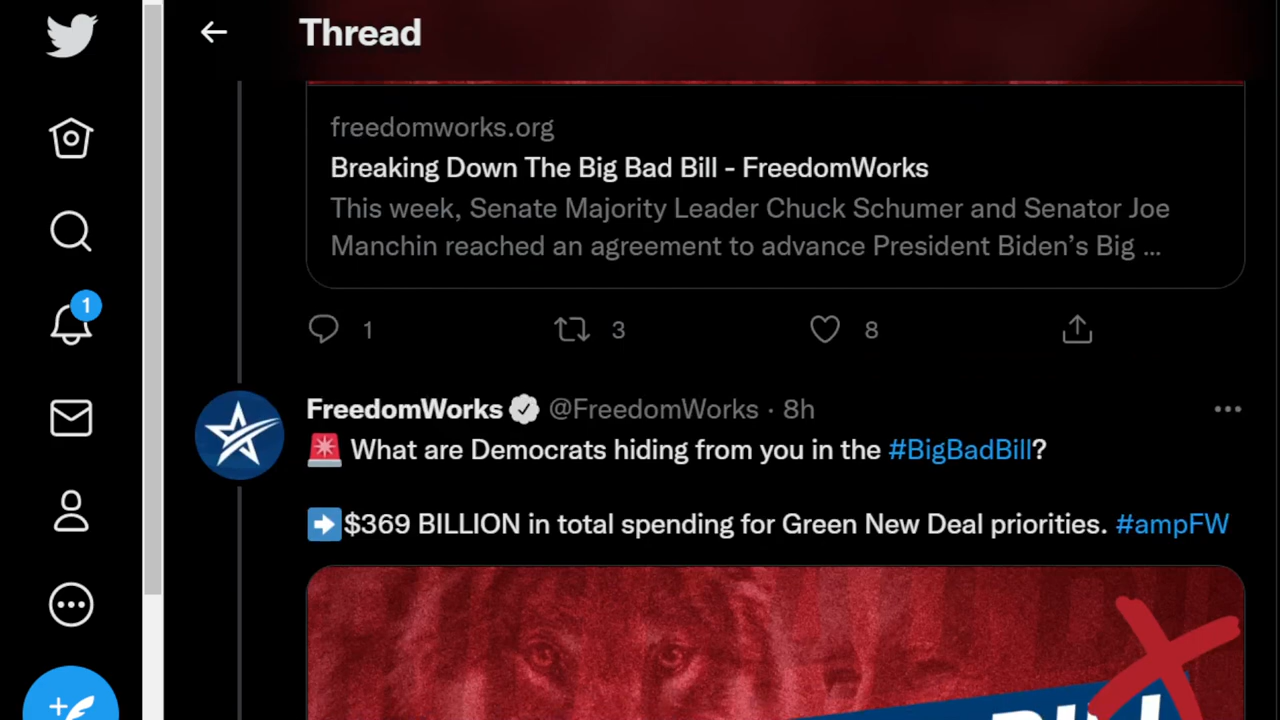 Thread
freedomworks.org
Breaking Down The Big Bad Bill - FreedomWorks
This week, Senate Majority Leader Chuck Schumer and Senator Joe
Manchin reached an agreement to advance President Biden’s Big ...
1
3
8
1
FreedomWorks @FreedomWorks · 8h
What are Democrats hiding from you in the #BigBadBill?
$369 BILLION in total spending for Green New Deal priorities. #ampFW